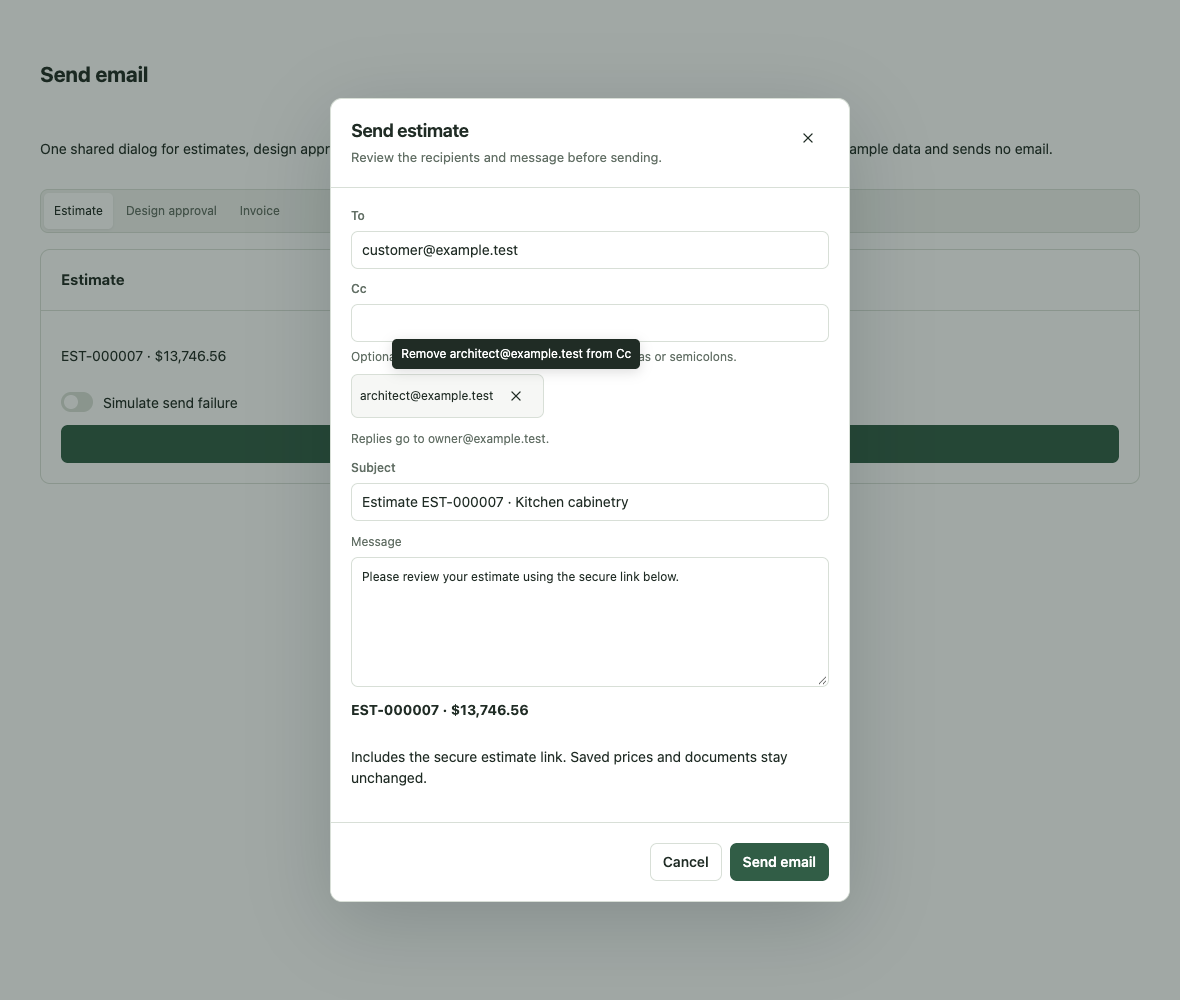 Send email
One shared dialog for estimates, design appr
ample data and sends no email.
Estimate
Design approval
Invoice
Estimate
EST-000007 · $13,746.56
Simulate send failure
Send estimate
Review the recipients and message before sending.
To
customer@example.test
Cc
Remove architect@example.test from Cc
Optiona
as or semicolons.
architect@example.test
Replies go to owner@example.test.
Subject
Estimate EST-000007 · Kitchen cabinetry
Message
Please review your estimate using the secure link below.
EST-000007 · $13,746.56
Includes the secure estimate link. Saved prices and documents stay
unchanged.
Cancel
Send email